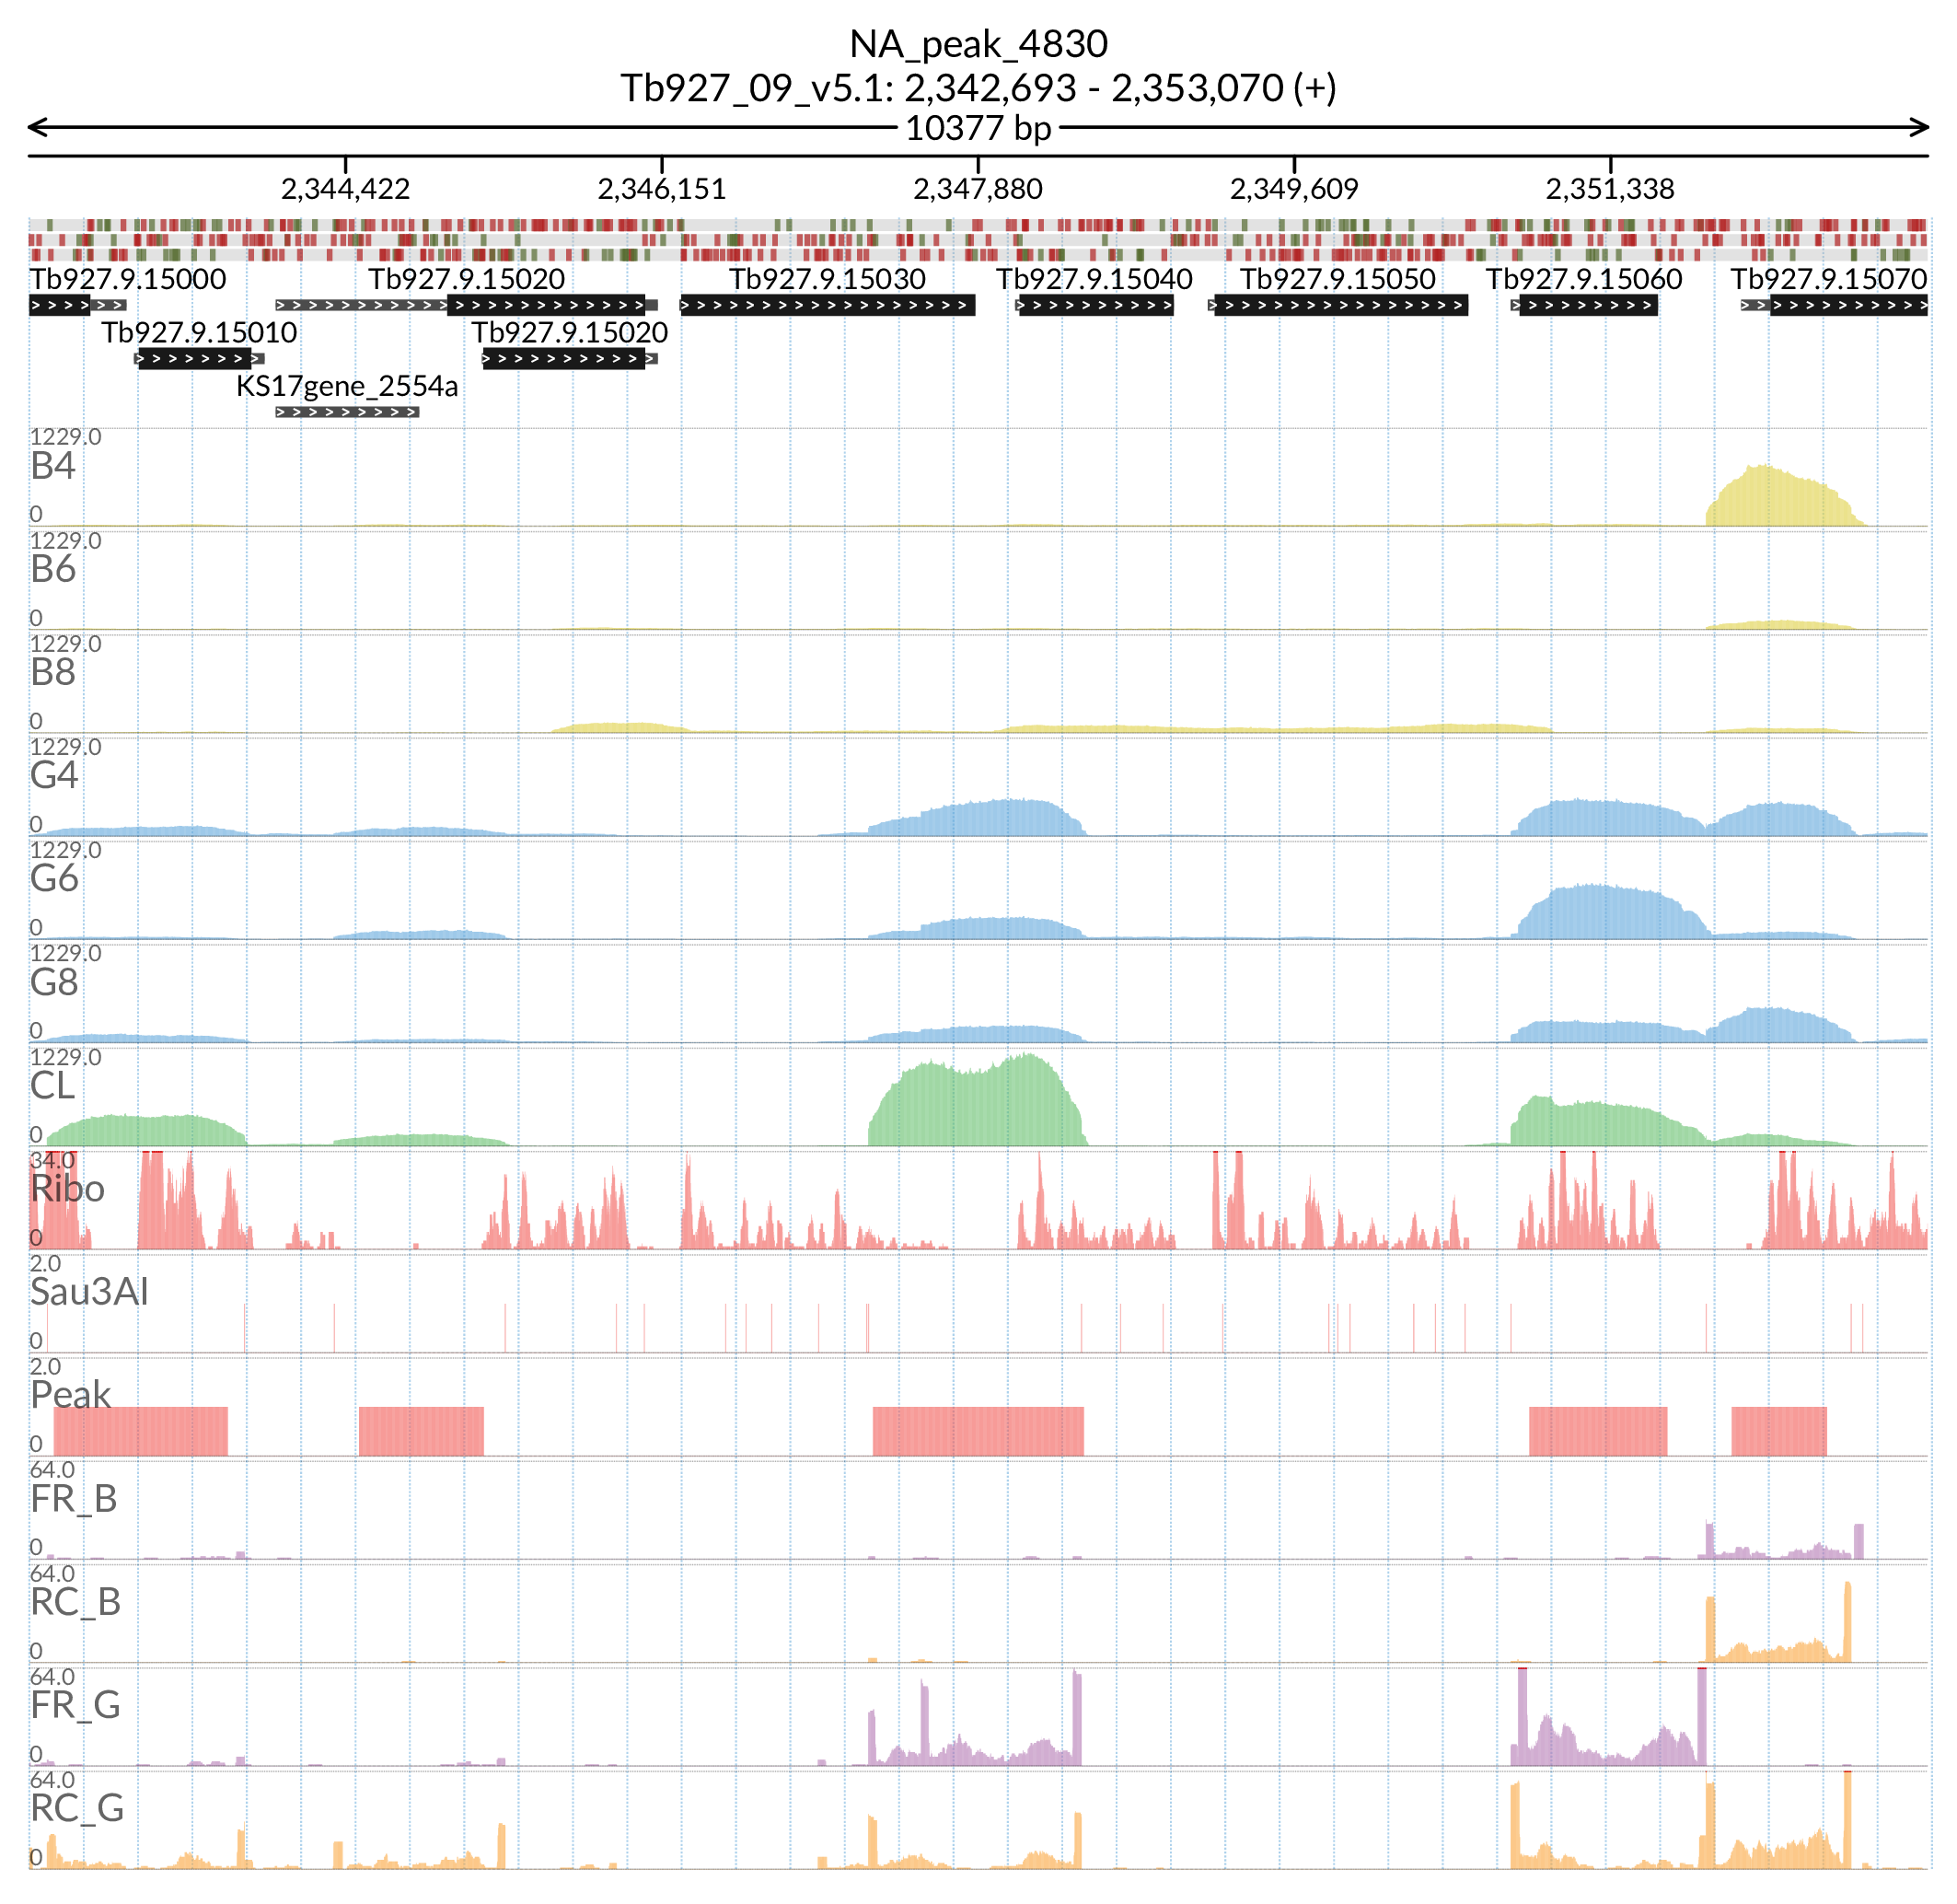 NA_peak_4830
Tb927_09_v5.1: 2,342,693 - 2,353,070 (+)
10377 bp
2,344,422 2,346,151 2,347,880 2,349,609 2,351,338
Tb927.9.15000 Tb927.9.15020 Tb927.9.15030 Tb927.9.15040 Tb927.9.15050 Tb927.9.15060 Tb927.9.15070
Tb927.9.15010 Tb927.9.15020
KS17gene_2554a
1229.0
B4
0
1229.0
B6
0
1229.0
B8
0
1229.0
G4
0
1229.0
G6
0
1229.0
G8
0
1229.0
CL
0
34.0
Ribo
0
2.0
Sau3AI
0
2.0
Peak
0
64.0
FR_B
0
64.0
RC_B
0
64.0
FR_G
0
64.0
RC_G
0